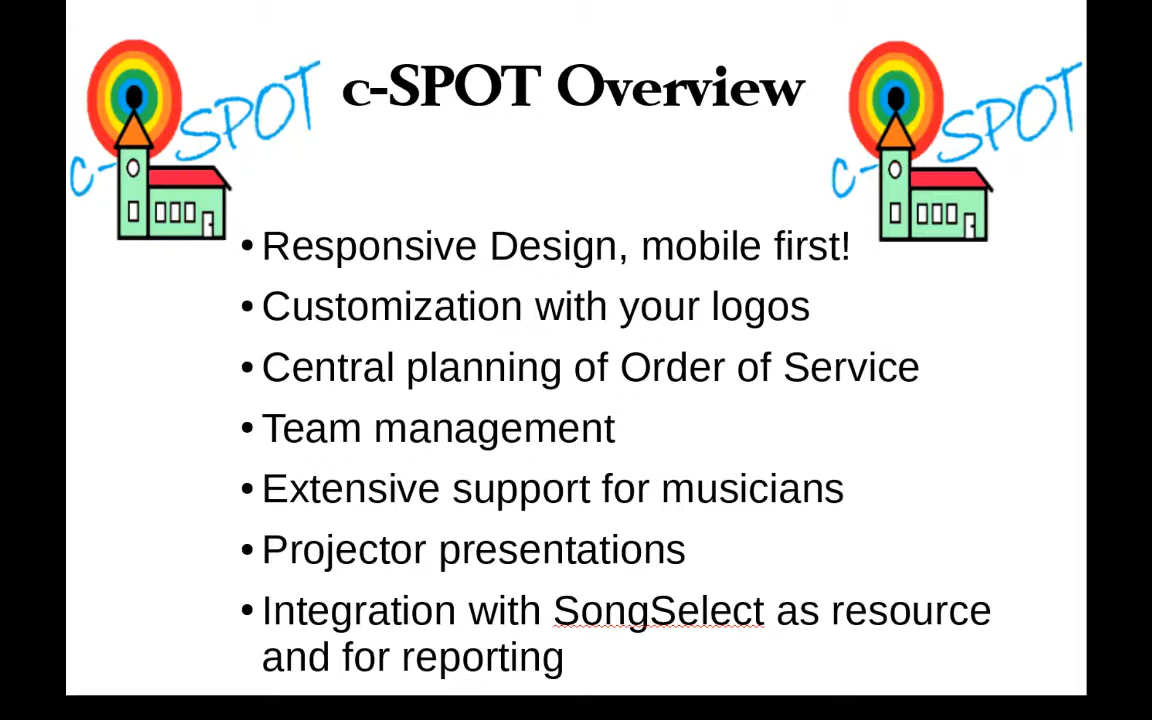 c-SPOT
c-SPOT Overview
c-SPOT
• Responsive Design, mobile first!
• Customization with your logos
• Central planning of Order of Service
• Team management
• Extensive support for musicians
• Projector presentations
• Integration with SongSelect as resource
and for reporting